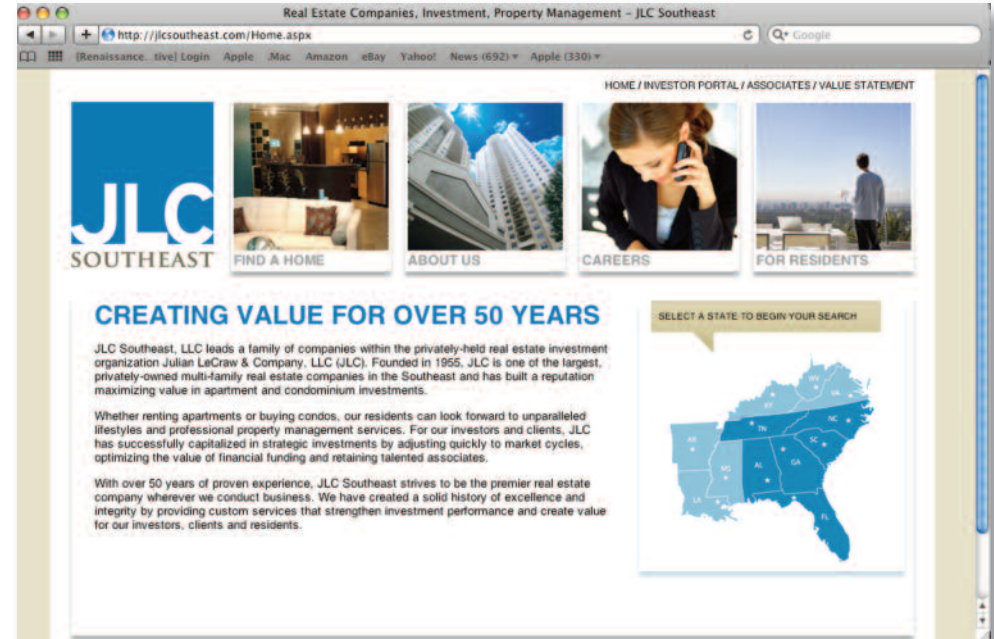 Real Estate Companies, Investment, Property Management – JLC Southeast
http://jlcsoutheast.com/Home.aspx
Google
[Renaissance...tive] Login Apple .Mac Amazon eBay Yahoo! News (692) Apple (330)
HOME / INVESTOR PORTAL / ASSOCIATES / VALUE STATEMENT
JLC
SOUTHEAST
FIND A HOME
ABOUT US
CAREERS
FOR RESIDENTS
CREATING VALUE FOR OVER 50 YEARS
JLC Southeast, LLC leads a family of companies within the privately-held real estate investment
organization Julian LeCraw & Company, LLC (JLC). Founded in 1955, JLC is one of the largest,
privately-owned multi-family real estate companies in the Southeast and has built a reputation
maximizing value in apartment and condominium investments.
Whether renting apartments or buying condos, our residents can look forward to unparalleled
lifestyles and professional property management services. For our investors and clients, JLC
has successfully capitalized in strategic investments by adjusting quickly to market cycles,
optimizing the value of financial funding and retaining talented associates.
With over 50 years of proven experience, JLC Southeast strives to be the premier real estate
company wherever we conduct business. We have created a solid history of excellence and
integrity by providing custom services that strengthen investment performance and create value
for our investors, clients and residents.
SELECT A STATE TO BEGIN YOUR SEARCH
WV
VA
KY
NC
TN
AR
SC
MS
AL
GA
LA
FL